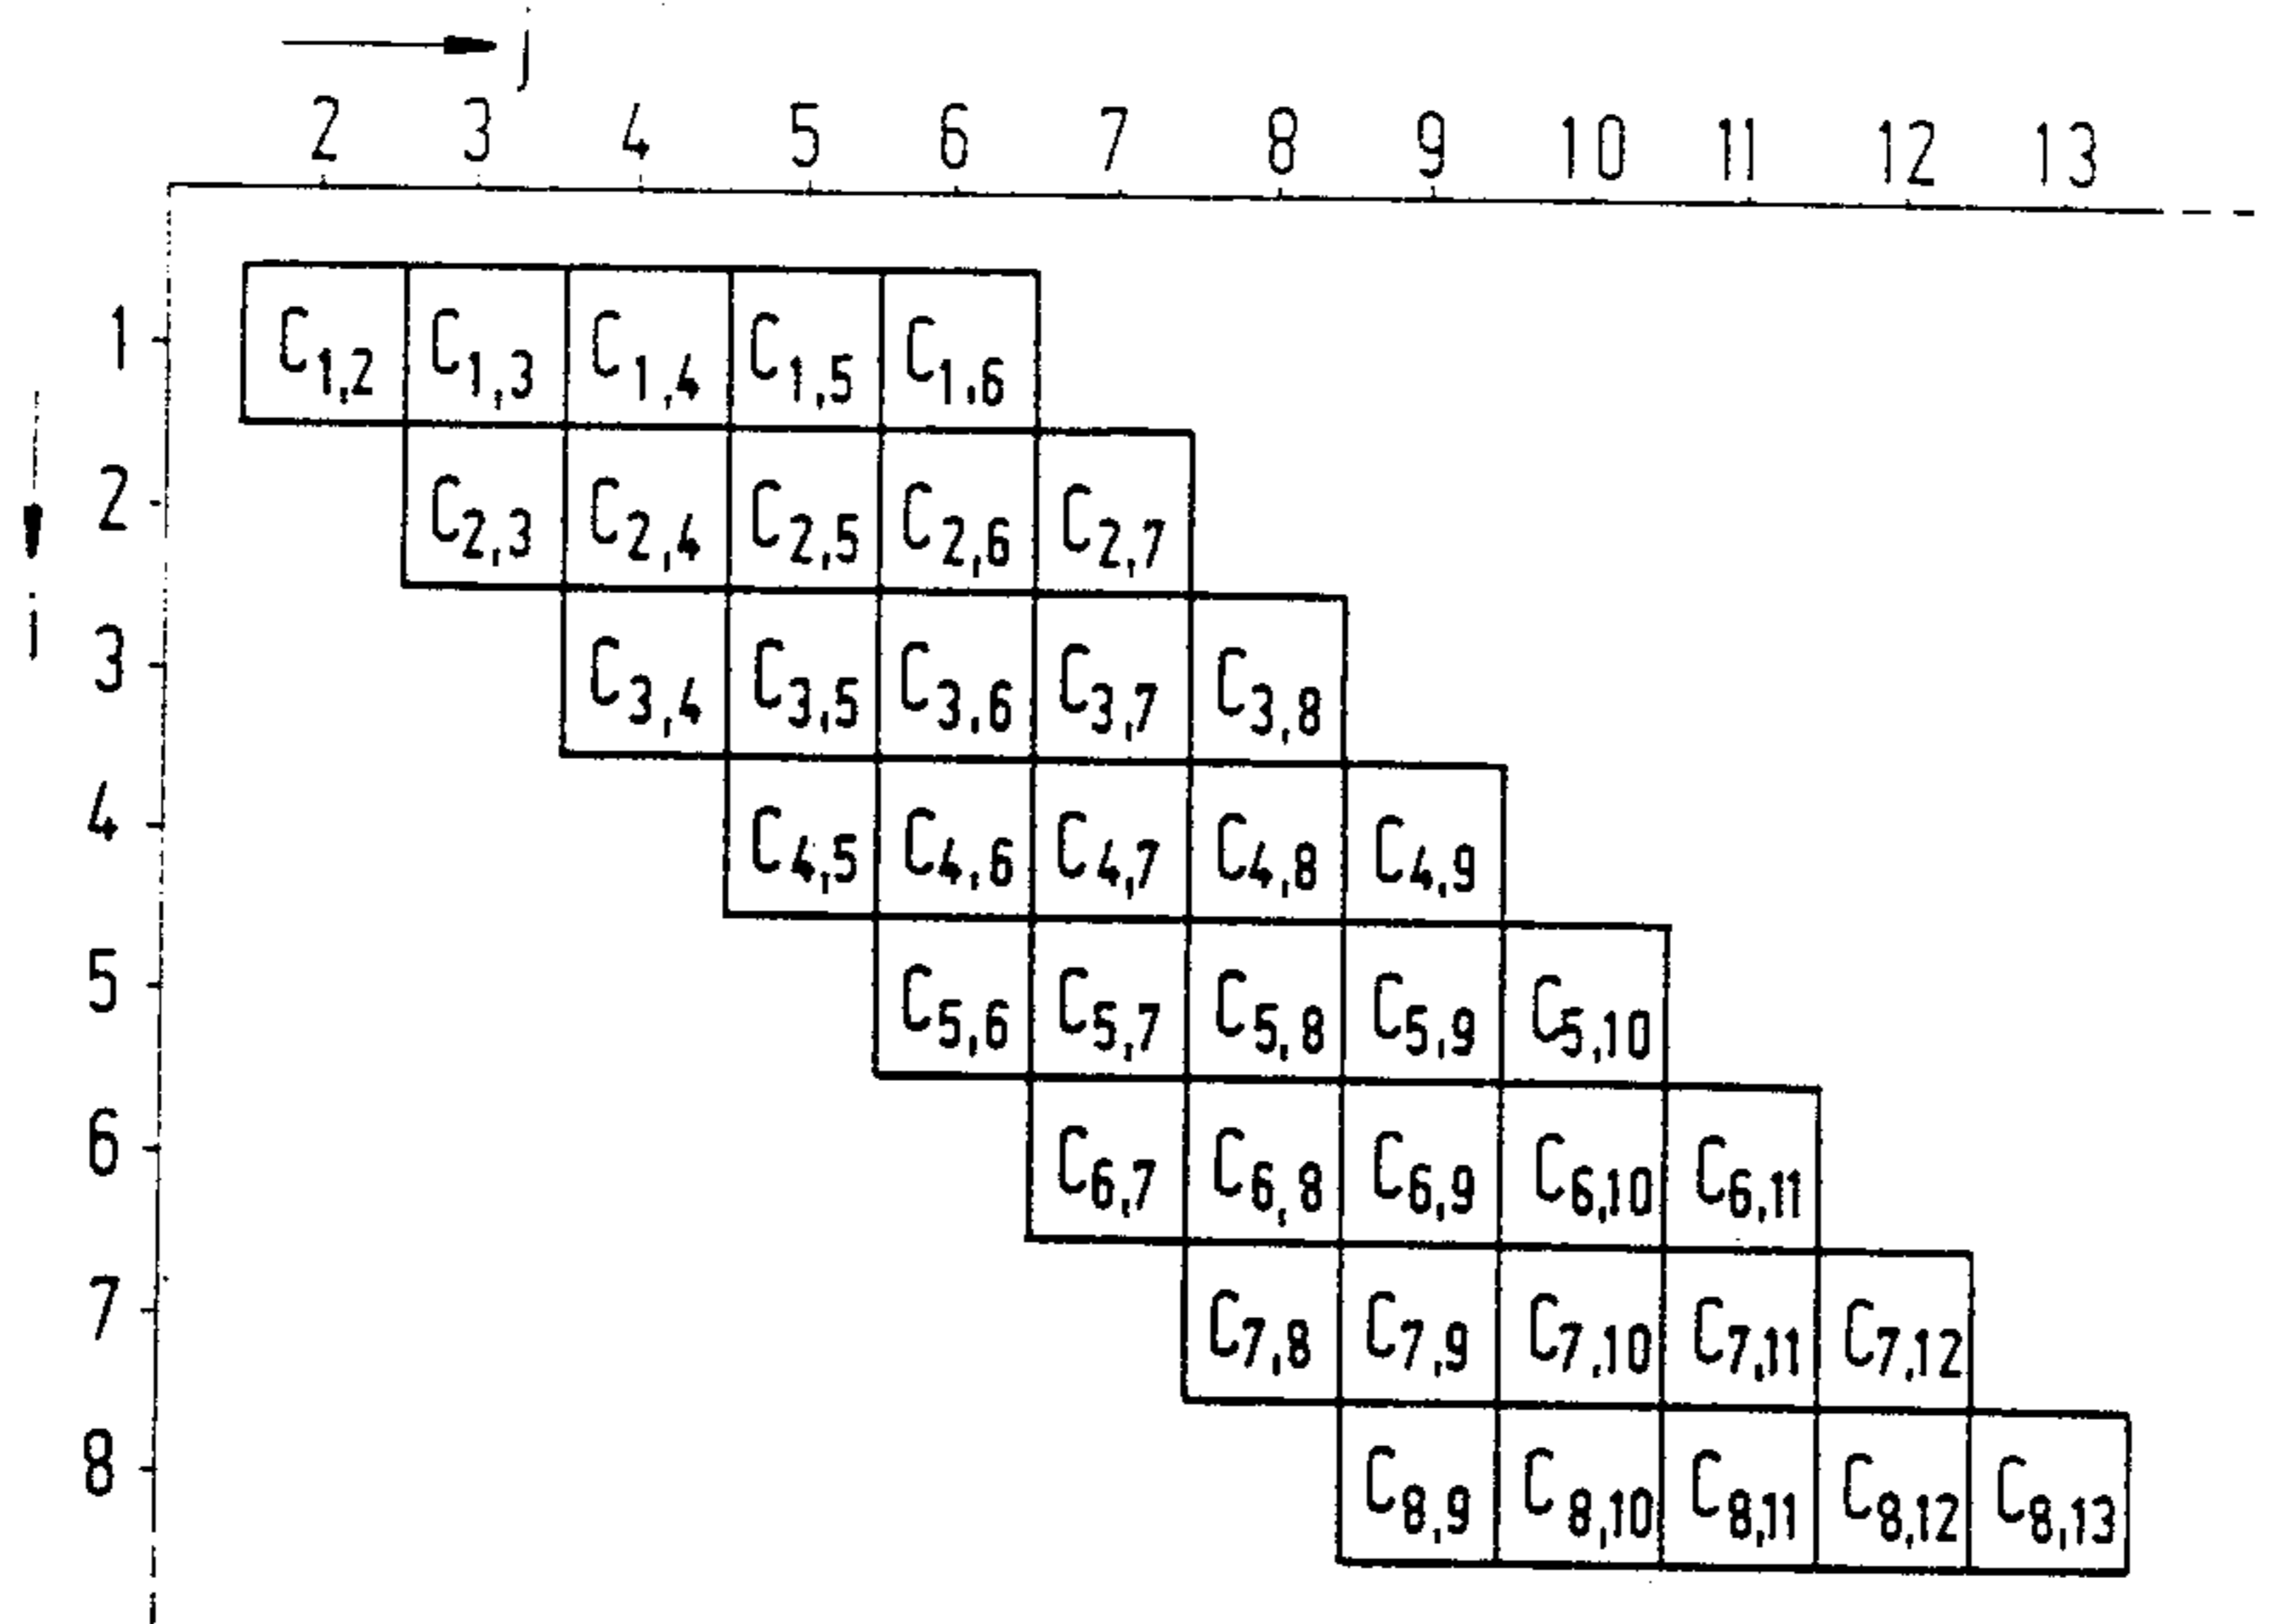 j
2 3 4 5 6 7 8 9 10 11 12 13
1 C1,2 C1,3 C1,4 C1,5 C1,6
2 C2,3 C2,4 C2,5 C2,6 C2,7
i
3 C3,4 C3,5 C3,6 C3,7 C3,8
4 C4,5 C4,6 C4,7 C4,8 C4,9
5 C5,6 C5,7 C5,8 C5,9 C5,10
6 C6,7 C6,8 C6,9 C6,10 C6,11
7 C7,8 C7,9 C7,10 C7,11 C7,12
8 C8,9 C8,10 C8,11 C8,12 C8,13